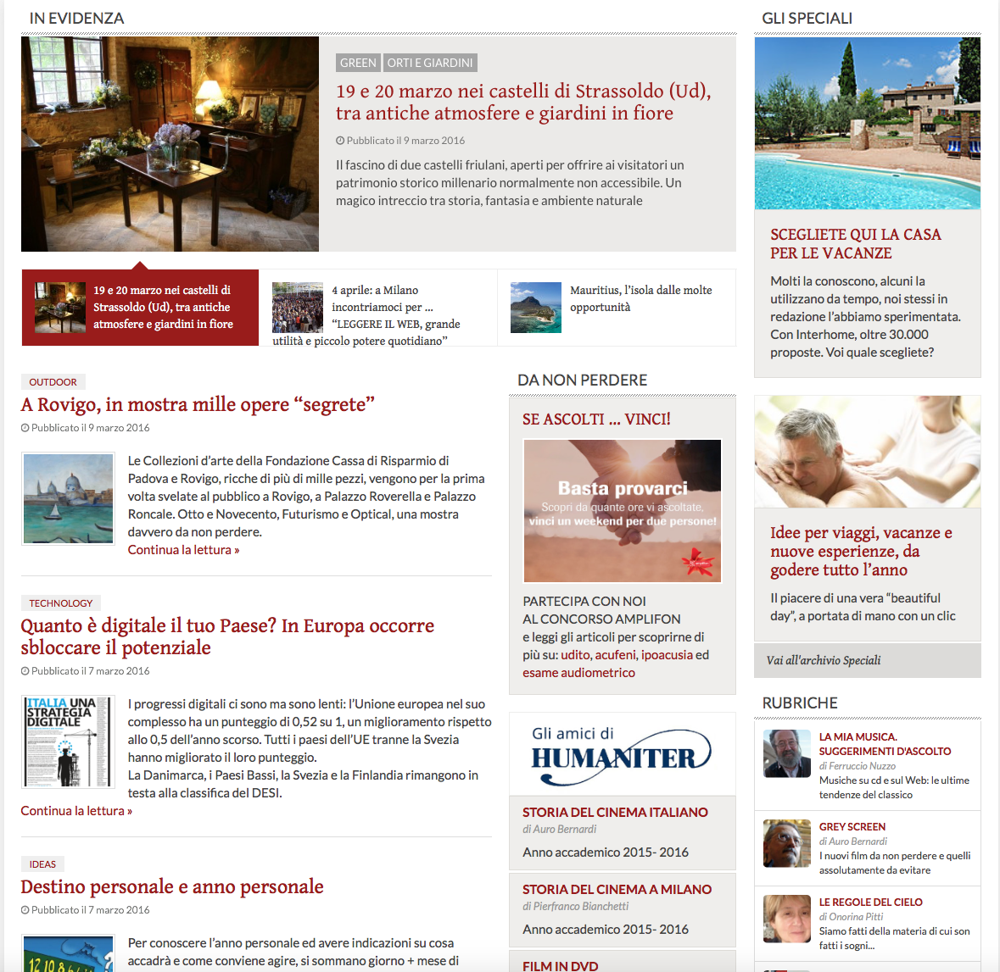 IN EVIDENZA
GREEN ORTI E GIARDINI
19 e 20 marzo nei castelli di Strassoldo (Ud),
tra antiche atmosfere e giardini in fiore
Pubblicato il 9 marzo 2016
Il fascino di due castelli friulani, aperti per offrire ai visitatori un
patrimonio storico millenario normalmente non accessibile. Un
magico intreccio tra storia, fantasia e ambiente naturale
19 e 20 marzo nei castelli di
Strassoldo (Ud), tra antiche
atmosfere e giardini in fiore
4 aprile: a Milano
incontriamoci per ...
“LEGGERE IL WEB, grande
utilità e piccolo potere quotidiano”
Mauritius, l’isola dalle molte
opportunità
OUTDOOR
A Rovigo, in mostra mille opere “segrete”
Pubblicato il 9 marzo 2016
Le Collezioni d’arte della Fondazione Cassa di Risparmio di
Padova e Rovigo, ricche di più di mille pezzi, vengono per la prima
volta svelate al pubblico a Rovigo, a Palazzo Roverella e Palazzo
Roncale. Otto e Novecento, Futurismo e Optical, una mostra
davvero da non perdere.
Continua la lettura »
TECHNOLOGY
Quanto è digitale il tuo Paese? In Europa occorre
sbloccare il potenziale
Pubblicato il 7 marzo 2016
ITALIA UNA
STRATEGIA
DIGITALE
I progressi digitali ci sono ma sono lenti: l’Unione europea nel suo
complesso ha un punteggio di 0,52 su 1, un miglioramento rispetto
allo 0,5 dell’anno scorso. Tutti i paesi dell’UE tranne la Svezia
hanno migliorato il loro punteggio.
La Danimarca, i Paesi Bassi, la Svezia e la Finlandia rimangono in
testa alla classifica del DESI.
Continua la lettura »
IDEAS
Destino personale e anno personale
Pubblicato il 7 marzo 2016
Per conoscere l’anno personale ed avere indicazioni su cosa
accadrà e come conviene agire, si sommano giorno + mese di
DA NON PERDERE
SE ASCOLTI ... VINCI!
Basta provarci
Scopri da quante ore vi ascoltate,
vinci un weekend per due persone!
PARTECIPA CON NOI
AL CONCORSO AMPLIFON
e leggi gli articoli per scoprirne di
più su: udito, acufeni, ipoacusia ed
esame audiometrico
Gli amici di
HUMANITER
STORIA DEL CINEMA ITALIANO
di Auro Bernardi
Anno accademico 2015- 2016
STORIA DEL CINEMA A MILANO
di Pierfranco Bianchetti
Anno accademico 2015- 2016
FILM IN DVD
GLI SPECIALI
SCEGLIETE QUI LA CASA
PER LE VACANZE
Molti la conoscono, alcuni la
utilizzano da tempo, noi stessi in
redazione l’abbiamo sperimentata.
Con Interhome, oltre 30.000
proposte. Voi quale scegliete?
Idee per viaggi, vacanze e
nuove esperienze, da
godere tutto l’anno
Il piacere di una vera “beautiful
day”, a portata di mano con un clic
Vai all'archivio Speciali
RUBRICHE
LA MIA MUSICA.
SUGGERIMENTI D'ASCOLTO
di Ferruccio Nuzzo
Musiche su cd e sul Web: le ultime
tendenze del classico
GREY SCREEN
di Auro Bernardi
I nuovi film da non perdere e quelli
assolutamente da evitare
LE REGOLE DEL CIELO
di Onorina Pitti
Siamo fatti della materia di cui son
fatti i sogni...